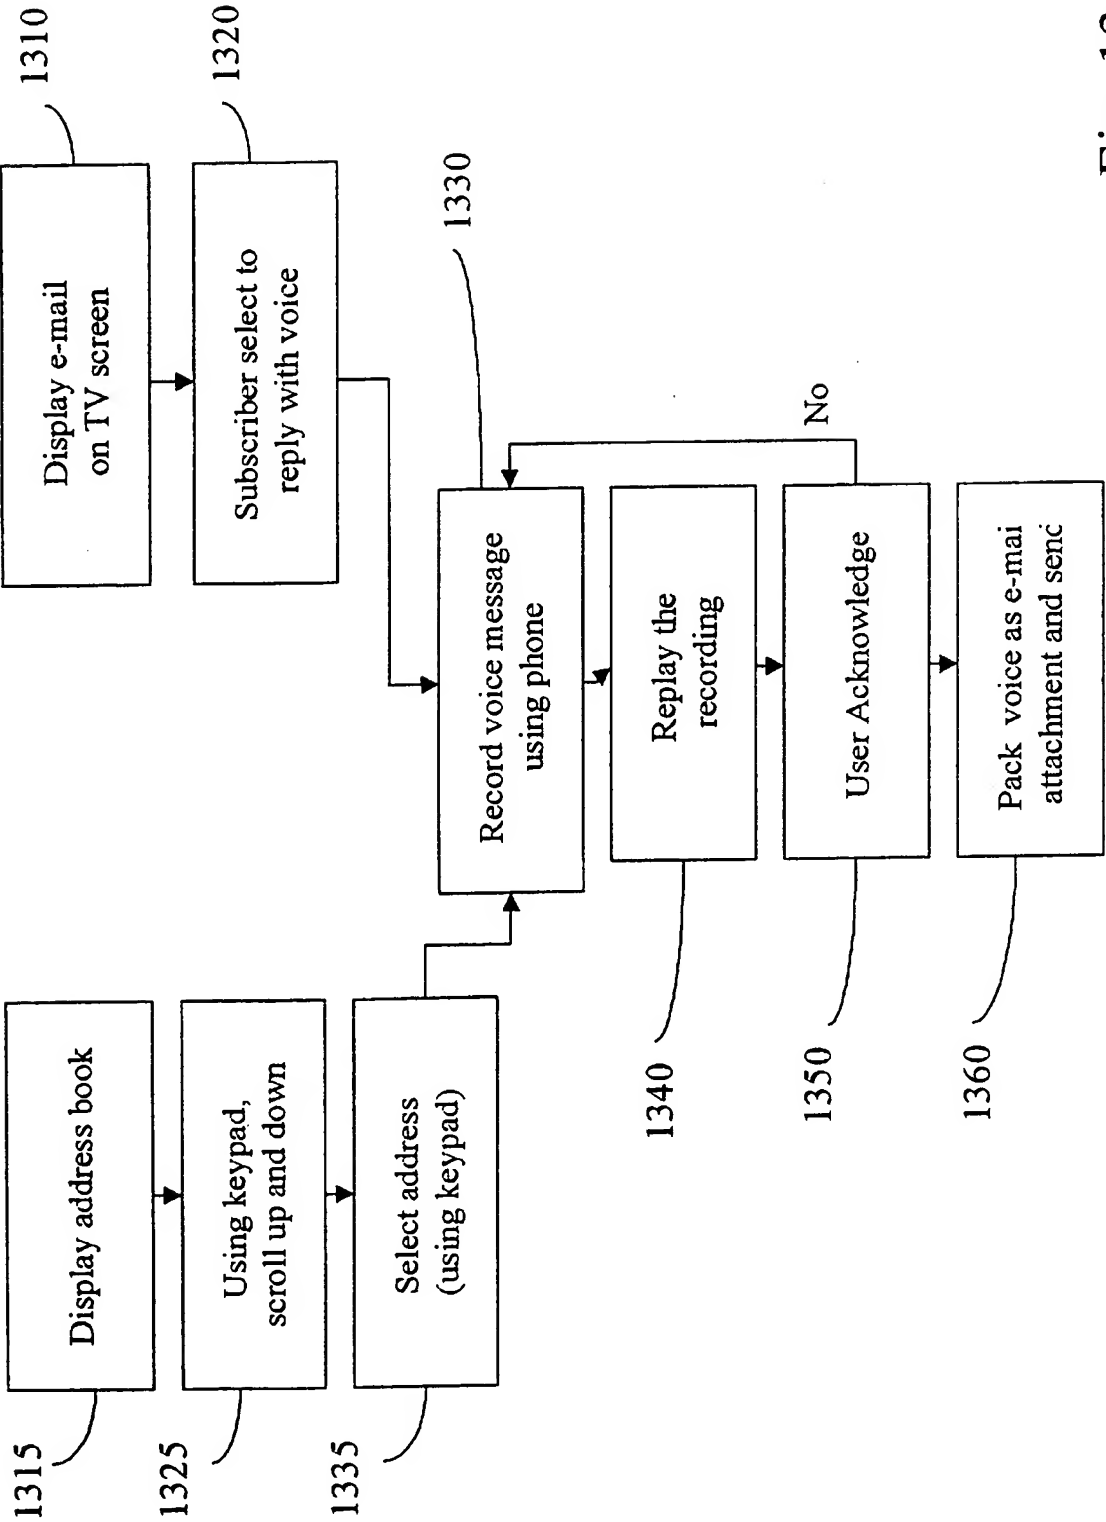 1315
Display address book
1325
Using keypad,
scroll up and down
1335
Select address
(using keypad)
Display e-mail
on TV screen
1310
Subscriber select to
reply with voice
1320
Record voice message
using phone
1330
1340
Replay the
recording
1350
User Acknowledge
No
1360
Pack voice as e-mai
attachment and send